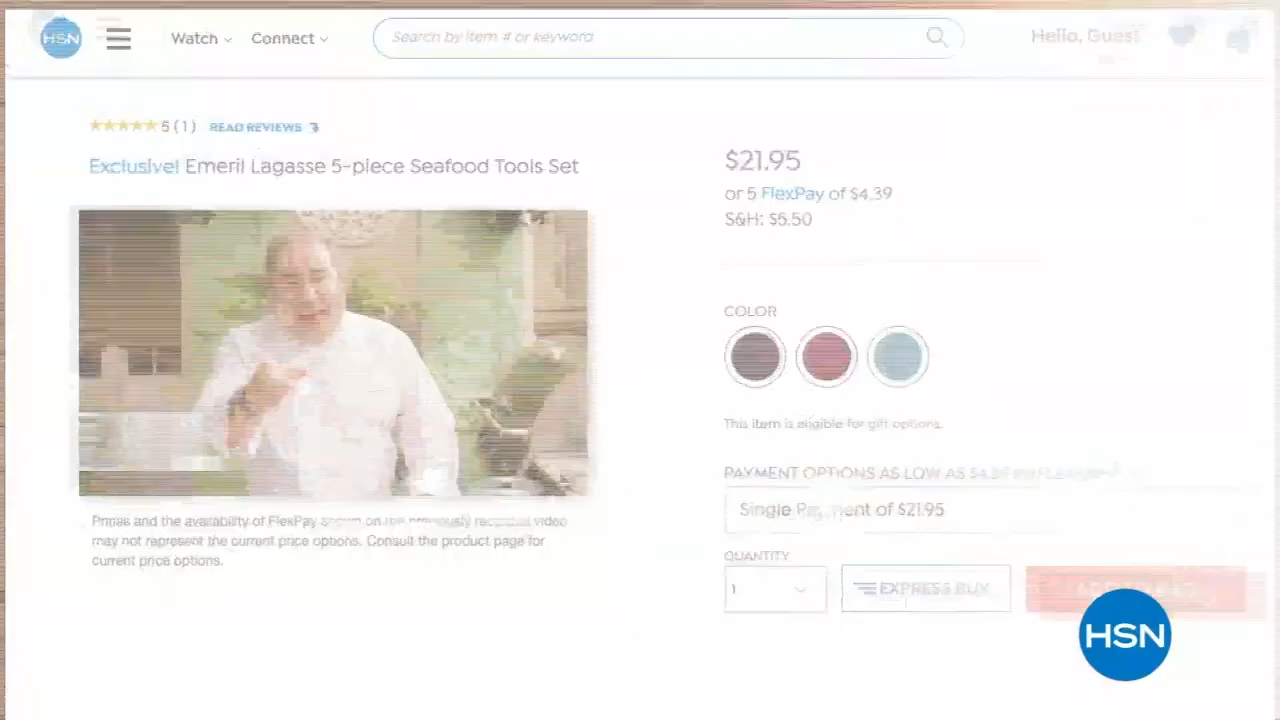 HSN
Watch
Connect
Search by item # or keyword
Hello, Guest
5 (1) READ REVIEWS
Exclusive! Emeril Lagasse 5-piece Seafood Tools Set
$21.95
or 5 FlexPay of $4.39
S&H: $5.50
COLOR
This item is eligible for gift options.
PAYMENT OPTIONS AS LOW AS
Single Payment of $21.95
QUANTITY
1
EXPRESS BUY
Prices and the availability of FlexPay shown on the previously recorded video
may not represent the current price options. Consult the product page for
current price options.
HSN